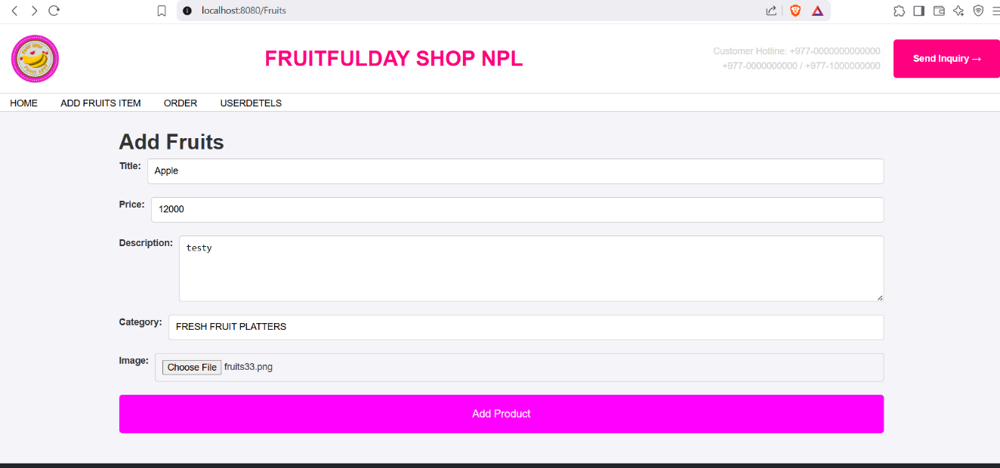 localhost:8080/Fruits
FRUITFULDAY SHOP NPL
Customer Hotline: +977-0000000000000
+977-0000000000 / +977-1000000000
Send Inquiry →
HOME ADD FRUITS ITEM ORDER USERDETELS
Add Fruits
Title: Apple
Price: 12000
Description: testy
Category: FRESH FRUIT PLATTERS
Image: Choose File fruits33.png
Add Product